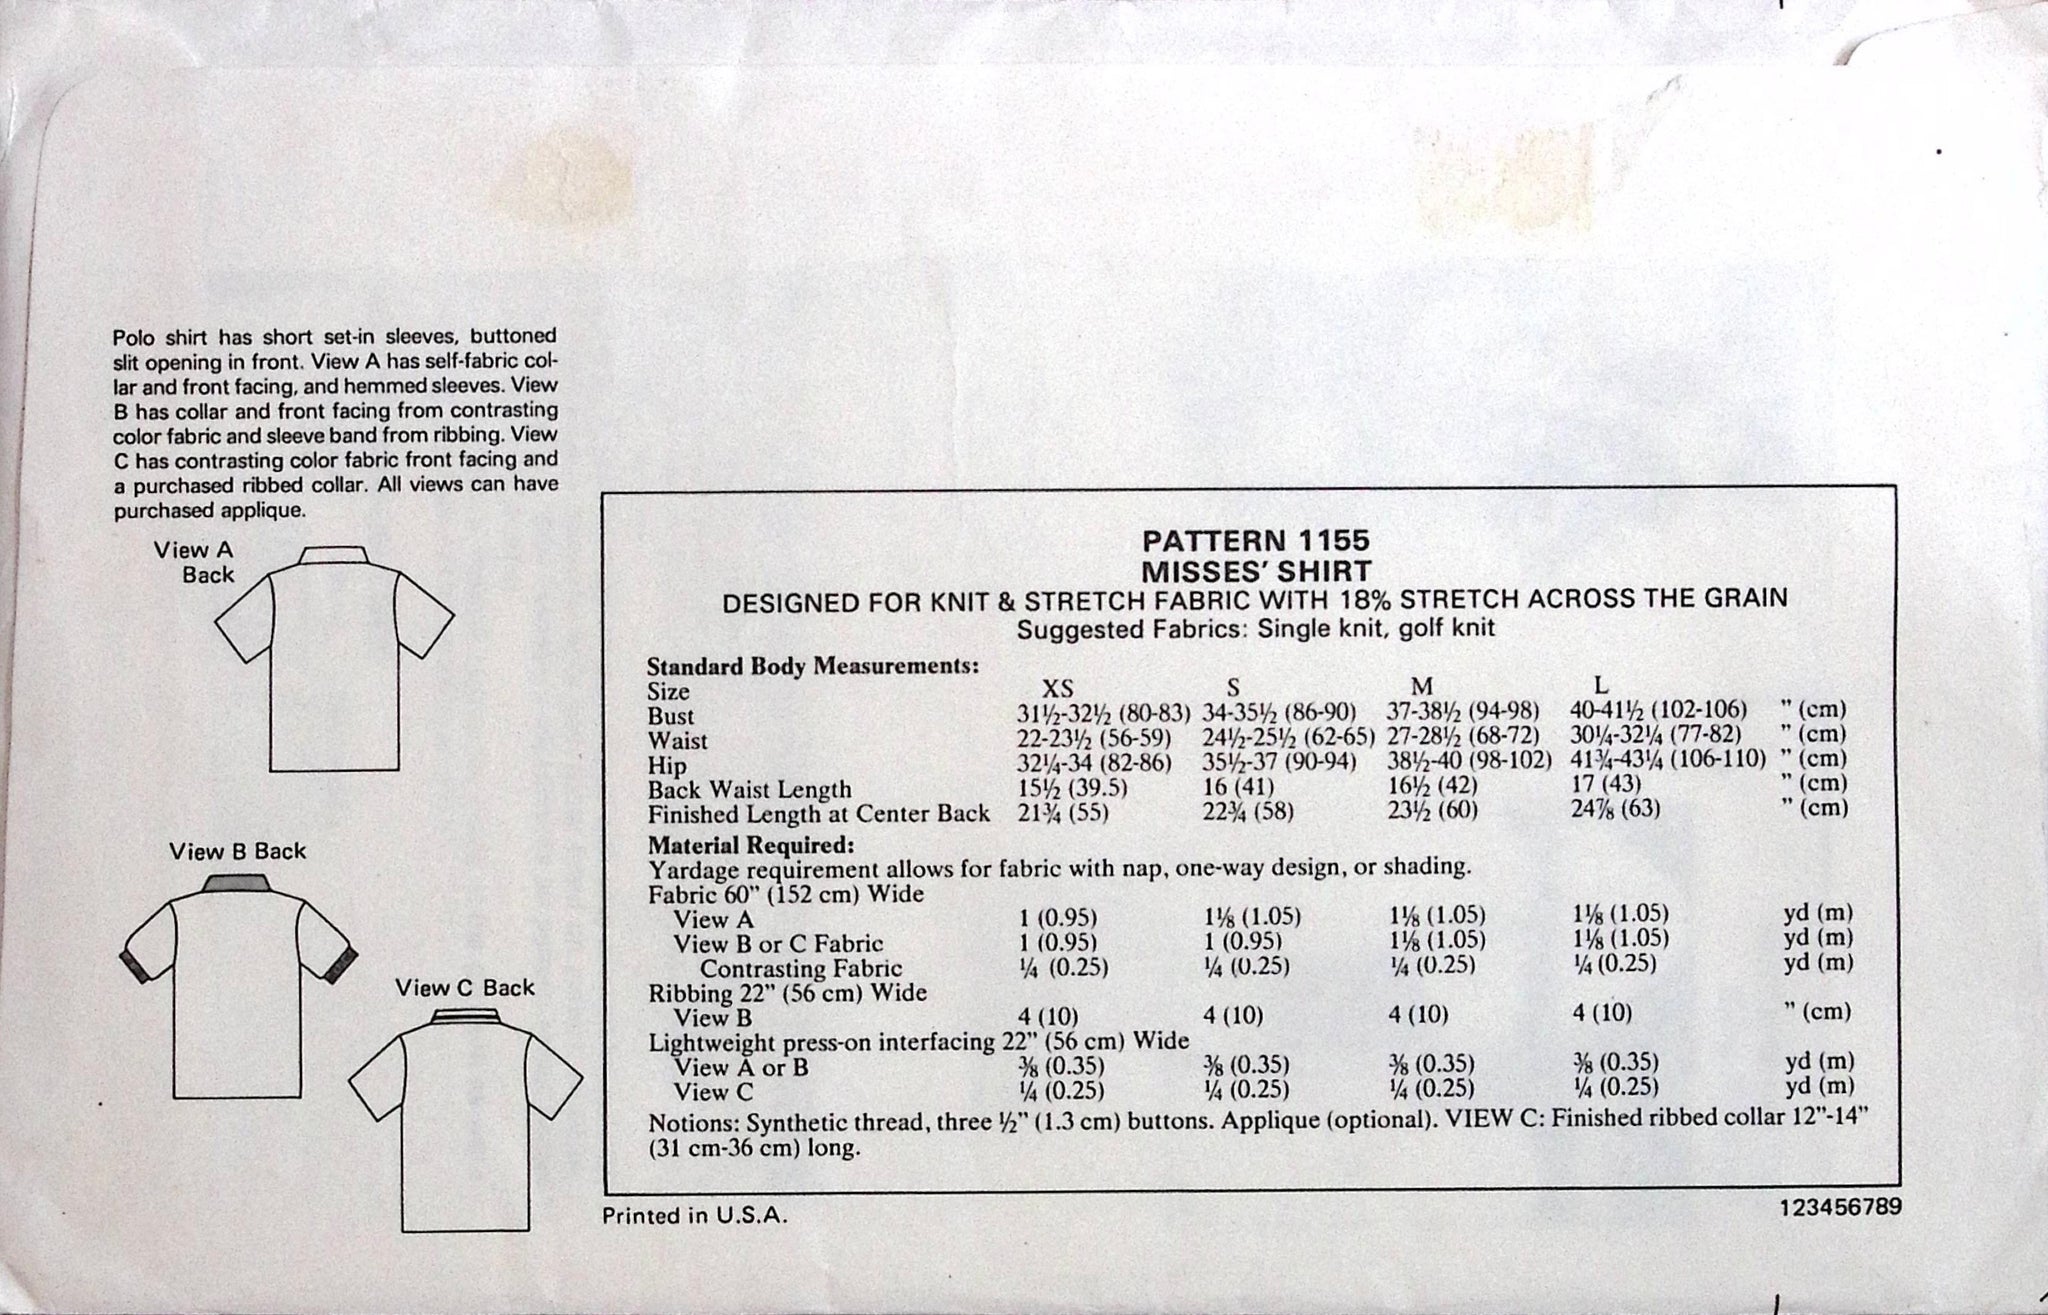 Polo shirt has short set-in sleeves, buttoned
slit opening in front. View A has self-fabric col-
lar and front facing, and hemmed sleeves. View
B has collar and front facing from contrasting
color fabric and sleeve band from ribbing. View
C has contrasting color fabric front facing and
a purchased ribbed collar. All views can have
purchased applique.
View A
Back
View B Back
View C Back
PATTERN 1155
MISSES' SHIRT
DESIGNED FOR KNIT & STRETCH FABRIC WITH 18% STRETCH ACROSS THE GRAIN
Suggested Fabrics: Single knit, golf knit
Standard Body Measurements:
Size XS S M L
Bust 31½-32½ (80-83) 34-35½ (86-90) 37-38½ (94-98) 40-41½ (102-106) ” (cm)
Waist 22-23½ (56-59) 24½-25½ (62-65) 27-28½ (68-72) 30¼-32¼ (77-82) ” (cm)
Hip 32¼-34 (82-86) 35½-37 (90-94) 38½-40 (98-102) 41¾-43¼ (106-110) ” (cm)
Back Waist Length 15½ (39.5) 16 (41) 16½ (42) 17 (43) ” (cm)
Finished Length at Center Back 21¾ (55) 22¾ (58) 23½ (60) 24⅞ (63) ” (cm)
Material Required:
Yardage requirement allows for fabric with nap, one-way design, or shading.
Fabric 60” (152 cm) Wide
View A 1 (0.95) 1⅛ (1.05) 1⅛ (1.05) 1⅛ (1.05) yd (m)
View B or C Fabric 1 (0.95) 1 (0.95) 1⅛ (1.05) 1⅛ (1.05) yd (m)
Contrasting Fabric ¼ (0.25) ¼ (0.25) ¼ (0.25) ¼ (0.25) yd (m)
Ribbing 22” (56 cm) Wide
View B 4 (10) 4 (10) 4 (10) 4 (10) ” (cm)
Lightweight press-on interfacing 22” (56 cm) Wide
View A or B ⅜ (0.35) ⅜ (0.35) ⅜ (0.35) ⅜ (0.35) yd (m)
View C ¼ (0.25) ¼ (0.25) ¼ (0.25) ¼ (0.25) yd (m)
Notions: Synthetic thread, three ½” (1.3 cm) buttons. Applique (optional). VIEW C: Finished ribbed collar 12”-14”
(31 cm-36 cm) long.
Printed in U.S.A.
123456789